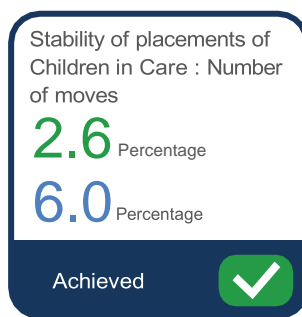 Stability of placements of
Children in Care : Number
of moves
2.6 Percentage
6.0 Percentage
Achieved